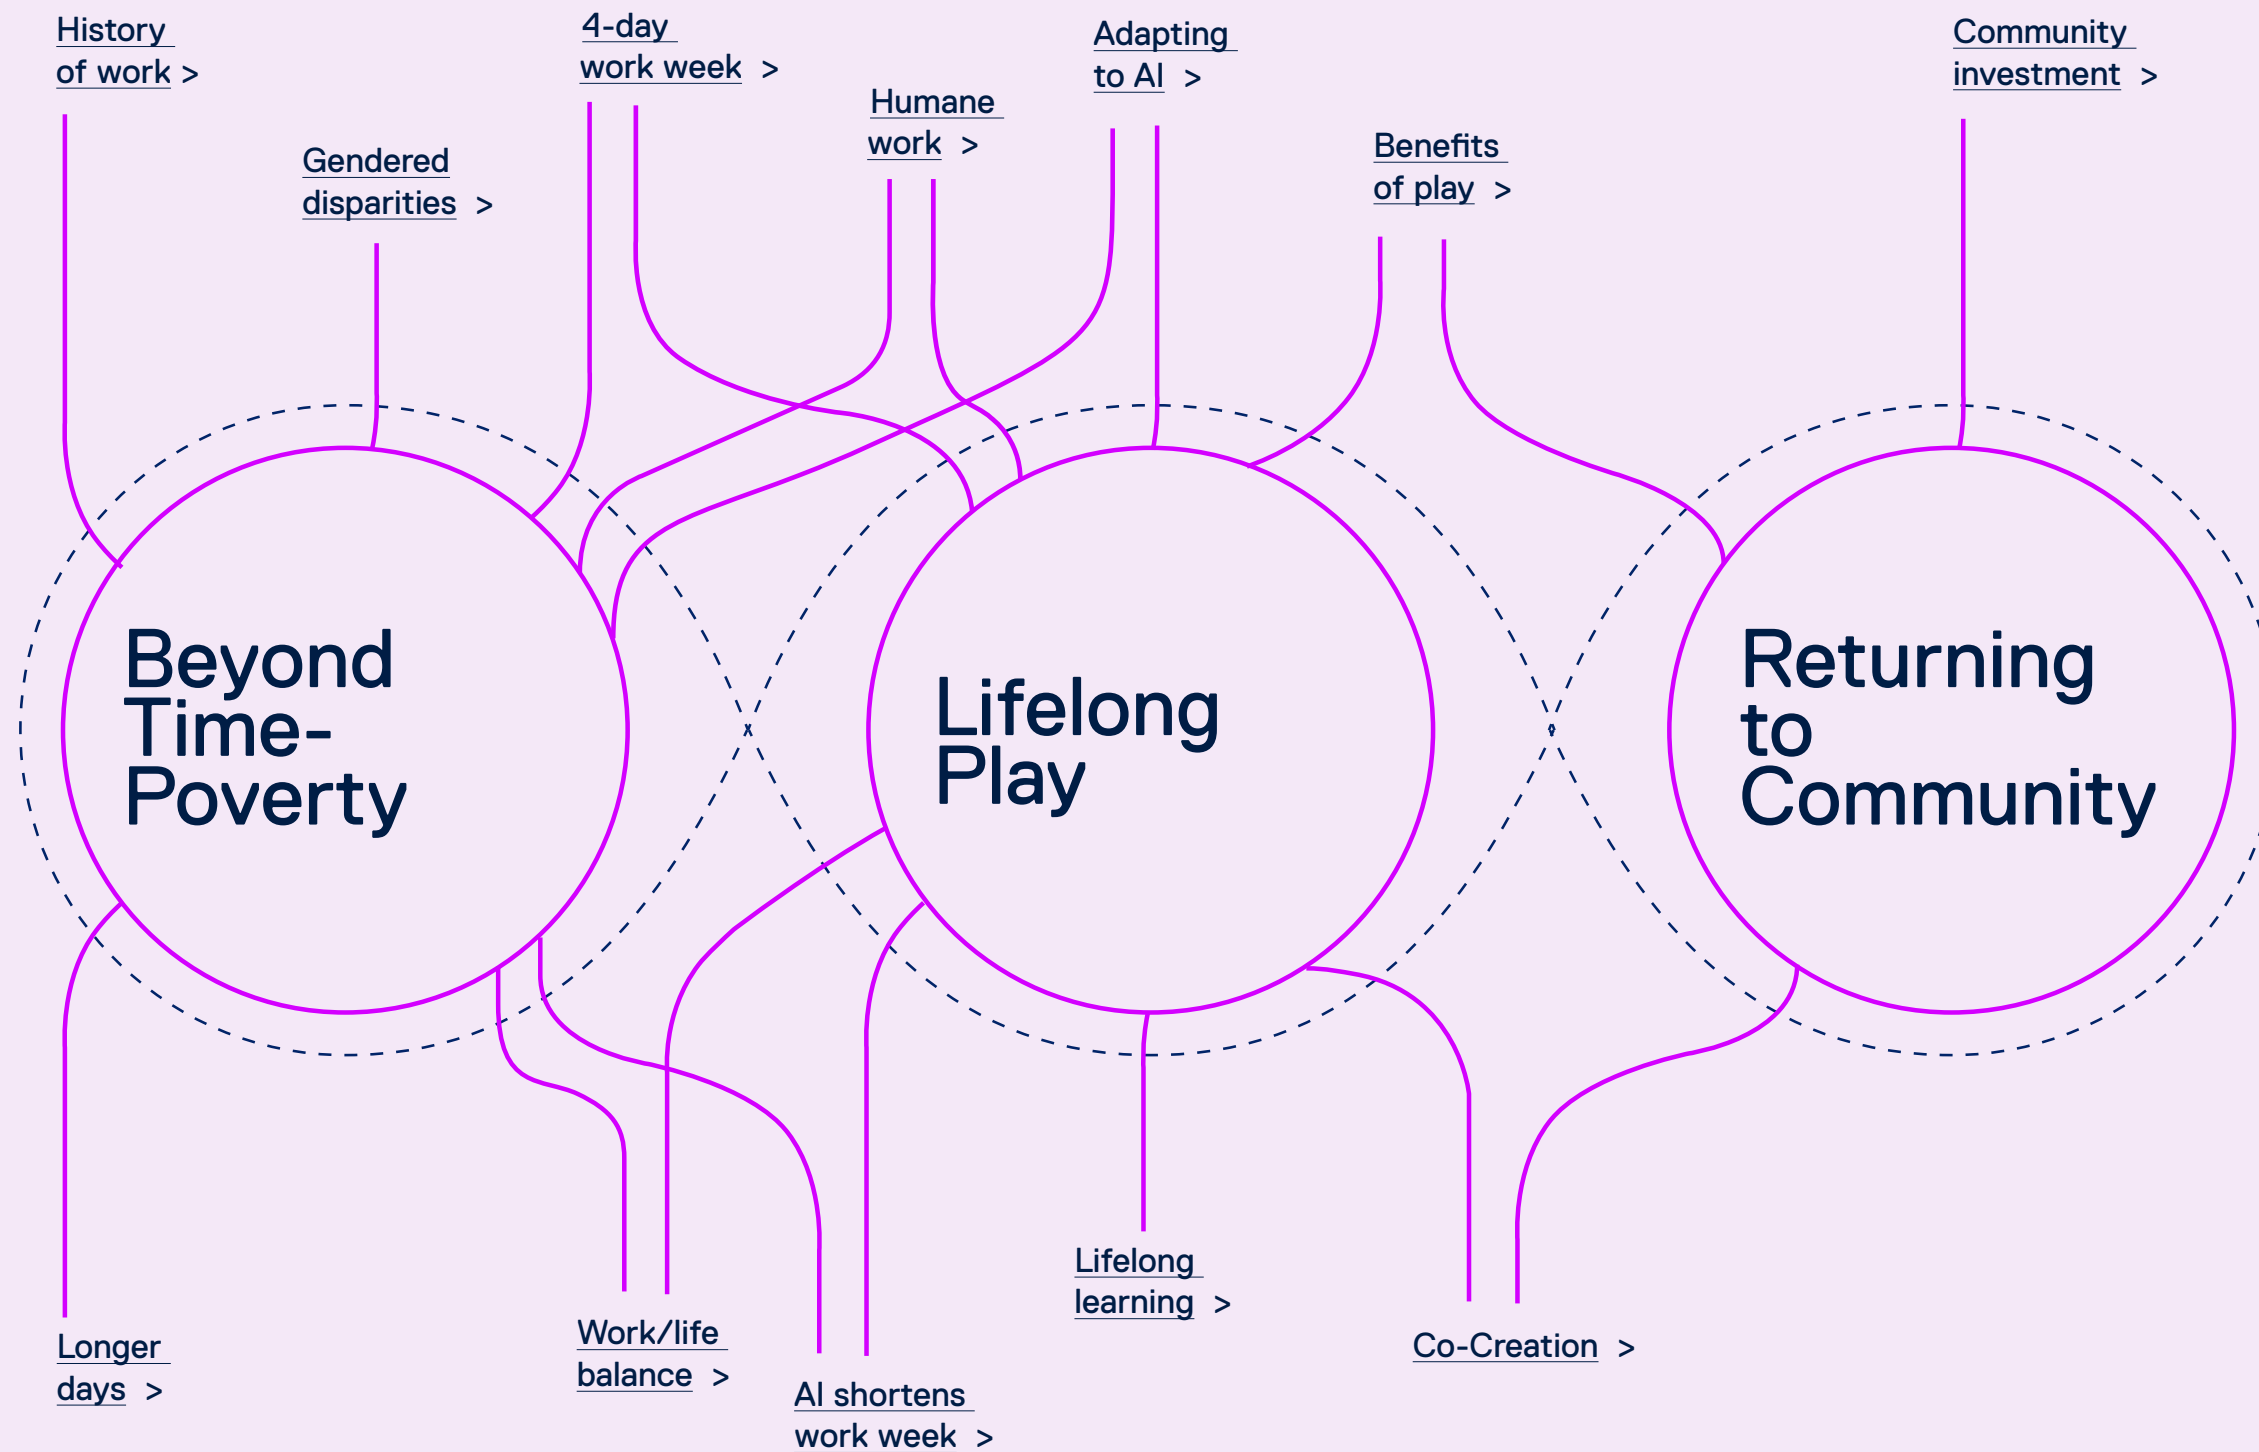 History
of work >
4-day
work week >
Adapting
to AI >
Community
investment >
Humane
work >
Benefits
of play >
Gendered
disparities >
Beyond
Time-
Poverty
Lifelong
Play
Returning
to
Community
Lifelong
learning >
Longer
days >
Work/life
balance >
Co-Creation >
AI shortens
work week >